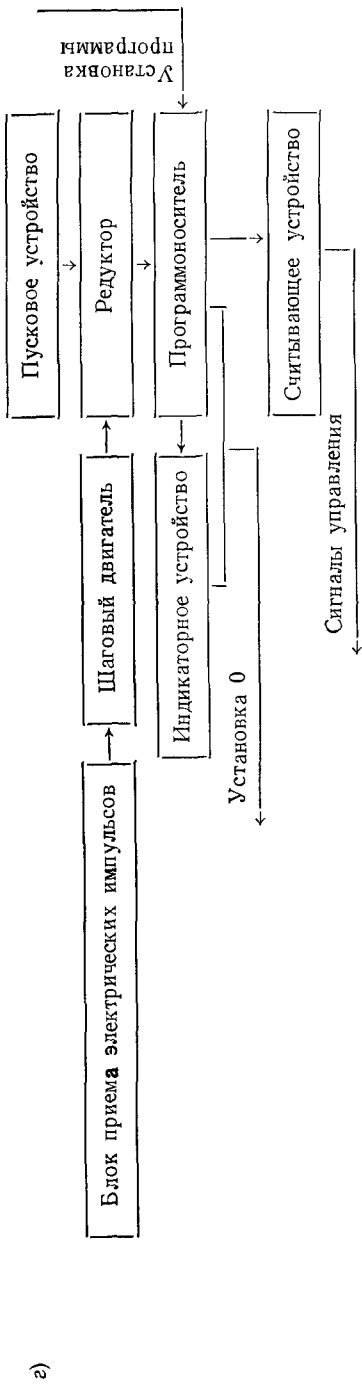 г)
Пусковое устройство
Установка
программы
Блок приема электрических импульсов
Шаговый двигатель
Редуктор
Индикаторное устройство
Программоноситель
Установка 0
Считывающее устройство
Сигналы управления